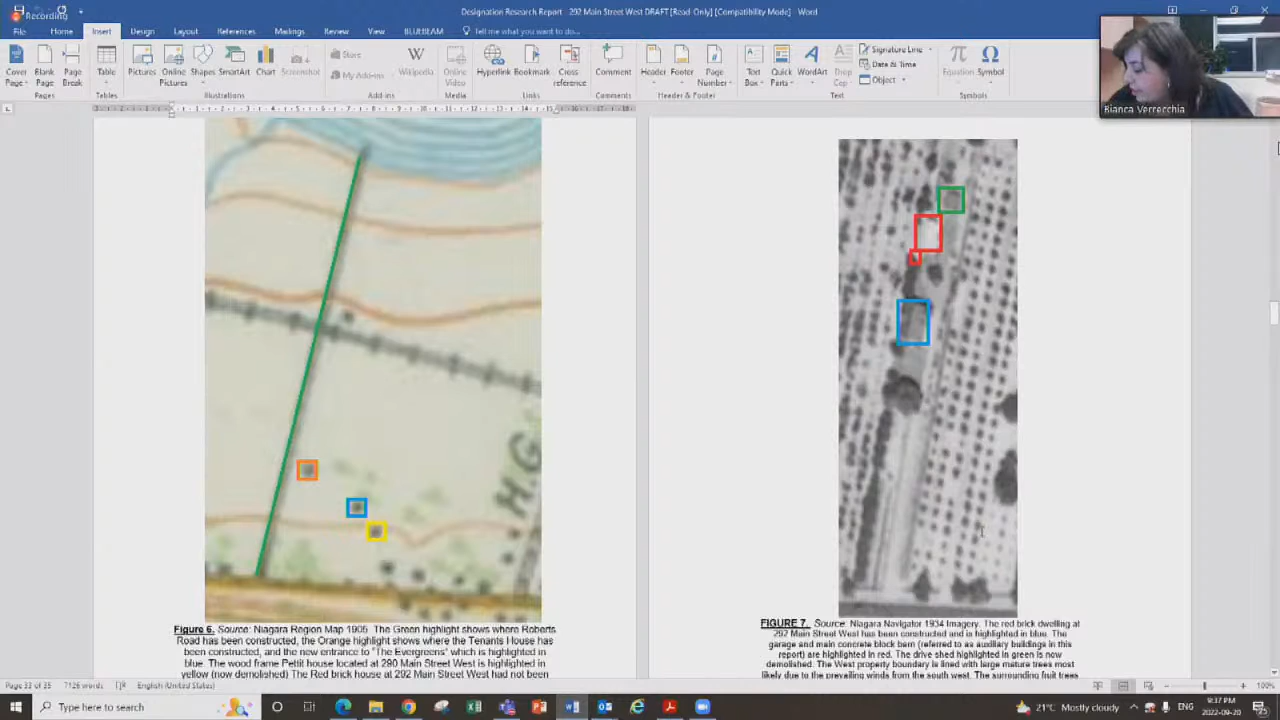 Recording
Designation Research Report - 292 Main Street West DRAFT [Read-Only] [Compatibility Mode] - Word
File Home Insert Design Layout References Mailings Review View BLUEBEAM Tell me what you want to do...
Cover Page Blank Page Page Break
Table
Pictures Online Pictures Shapes SmartArt Chart Screenshot
Store
My Add-ins
Wikipedia
Online Video
Hyperlink Bookmark Cross-reference
Comment
Header Footer Page Number
Text Box Quick Parts WordArt Drop Cap
Signature Line
Date & Time
Object
Equation Symbol
Pages Tables Illustrations Add-ins Media Links Comments Header & Footer Text Symbols
Bianca Verrecchia
H.G
Figure 6. Source: Niagara Region Map 1905. The Green highlight shows where Roberts
Road has been constructed, the Orange highlight shows where the Tenants House has
been constructed, and the new entrance to "The Evergreens" which is highlighted in
blue. The wood frame Pettit house located at 290 Main Street West is highlighted in
yellow (now demolished) The Red brick house at 292 Main Street West had not been
FIGURE 7. Source: Niagara Navigator 1934 Imagery. The red brick dwelling at
292 Main Street West has been constructed and is highlighted in blue. The
garage and main concrete block barn (referred to as auxiliary buildings in this
report) are highlighted in red. The drive shed highlighted in green is now
demolished. The West property boundary is lined with large mature trees most
likely due to the prevailing winds from the south west. The surrounding fruit trees
Page 33 of 35 7126 words English (United States) 100%
Type here to search
21°C Mostly cloudy
9:37 PM
2022-09-20